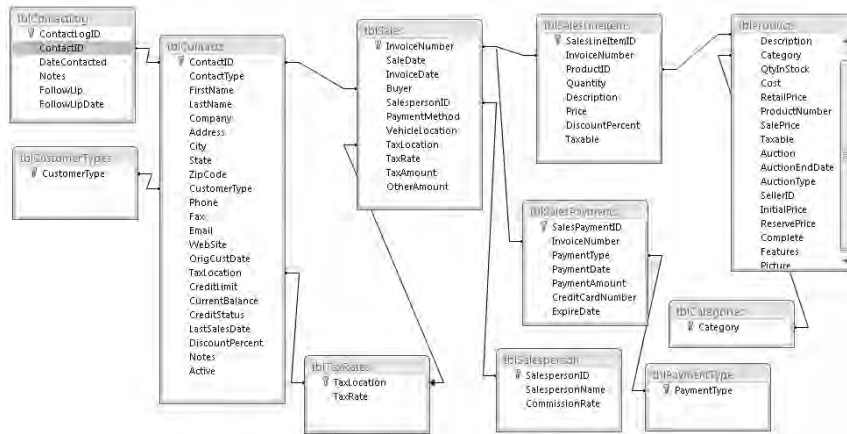 tblContactLog
ContactLogID
ContactID
DateContacted
Notes
FollowUp
FollowUpDate
tblCustomerTypes
CustomerType
tblContacts
ContactID
ContactType
FirstName
LastName
Company
Address
City
State
ZipCode
CustomerType
Phone
Fax
Email
WebSite
OrigCustDate
TaxLocation
CreditLimit
CurrentBalance
CreditStatus
LastSalesDate
DiscountPercent
Notes
Active
tblTaxRates
TaxLocation
TaxRate
tblSales
InvoiceNumber
SaleDate
InvoiceDate
Buyer
SalespersonID
PaymentMethod
VehicleLocation
TaxLocation
TaxRate
TaxAmount
OtherAmount
tblSalesLineItems
SalesLineItemID
InvoiceNumber
ProductID
Quantity
Description
Price
DiscountPercent
Taxable
tblSalesPayments
SalesPaymentID
InvoiceNumber
PaymentType
PaymentDate
PaymentAmount
CreditCardNumber
ExpireDate
tblSalesperson
SalespersonID
SalespersonName
CommissionRate
tblProducts
Description
Category
QtyInStock
Cost
RetailPrice
ProductNumber
SalePrice
Taxable
Auction
AuctionEndDate
AuctionType
SellerID
InitialPrice
ReservePrice
Complete
Features
Picture
tblCategories
Category
tblPaymentType
PaymentType